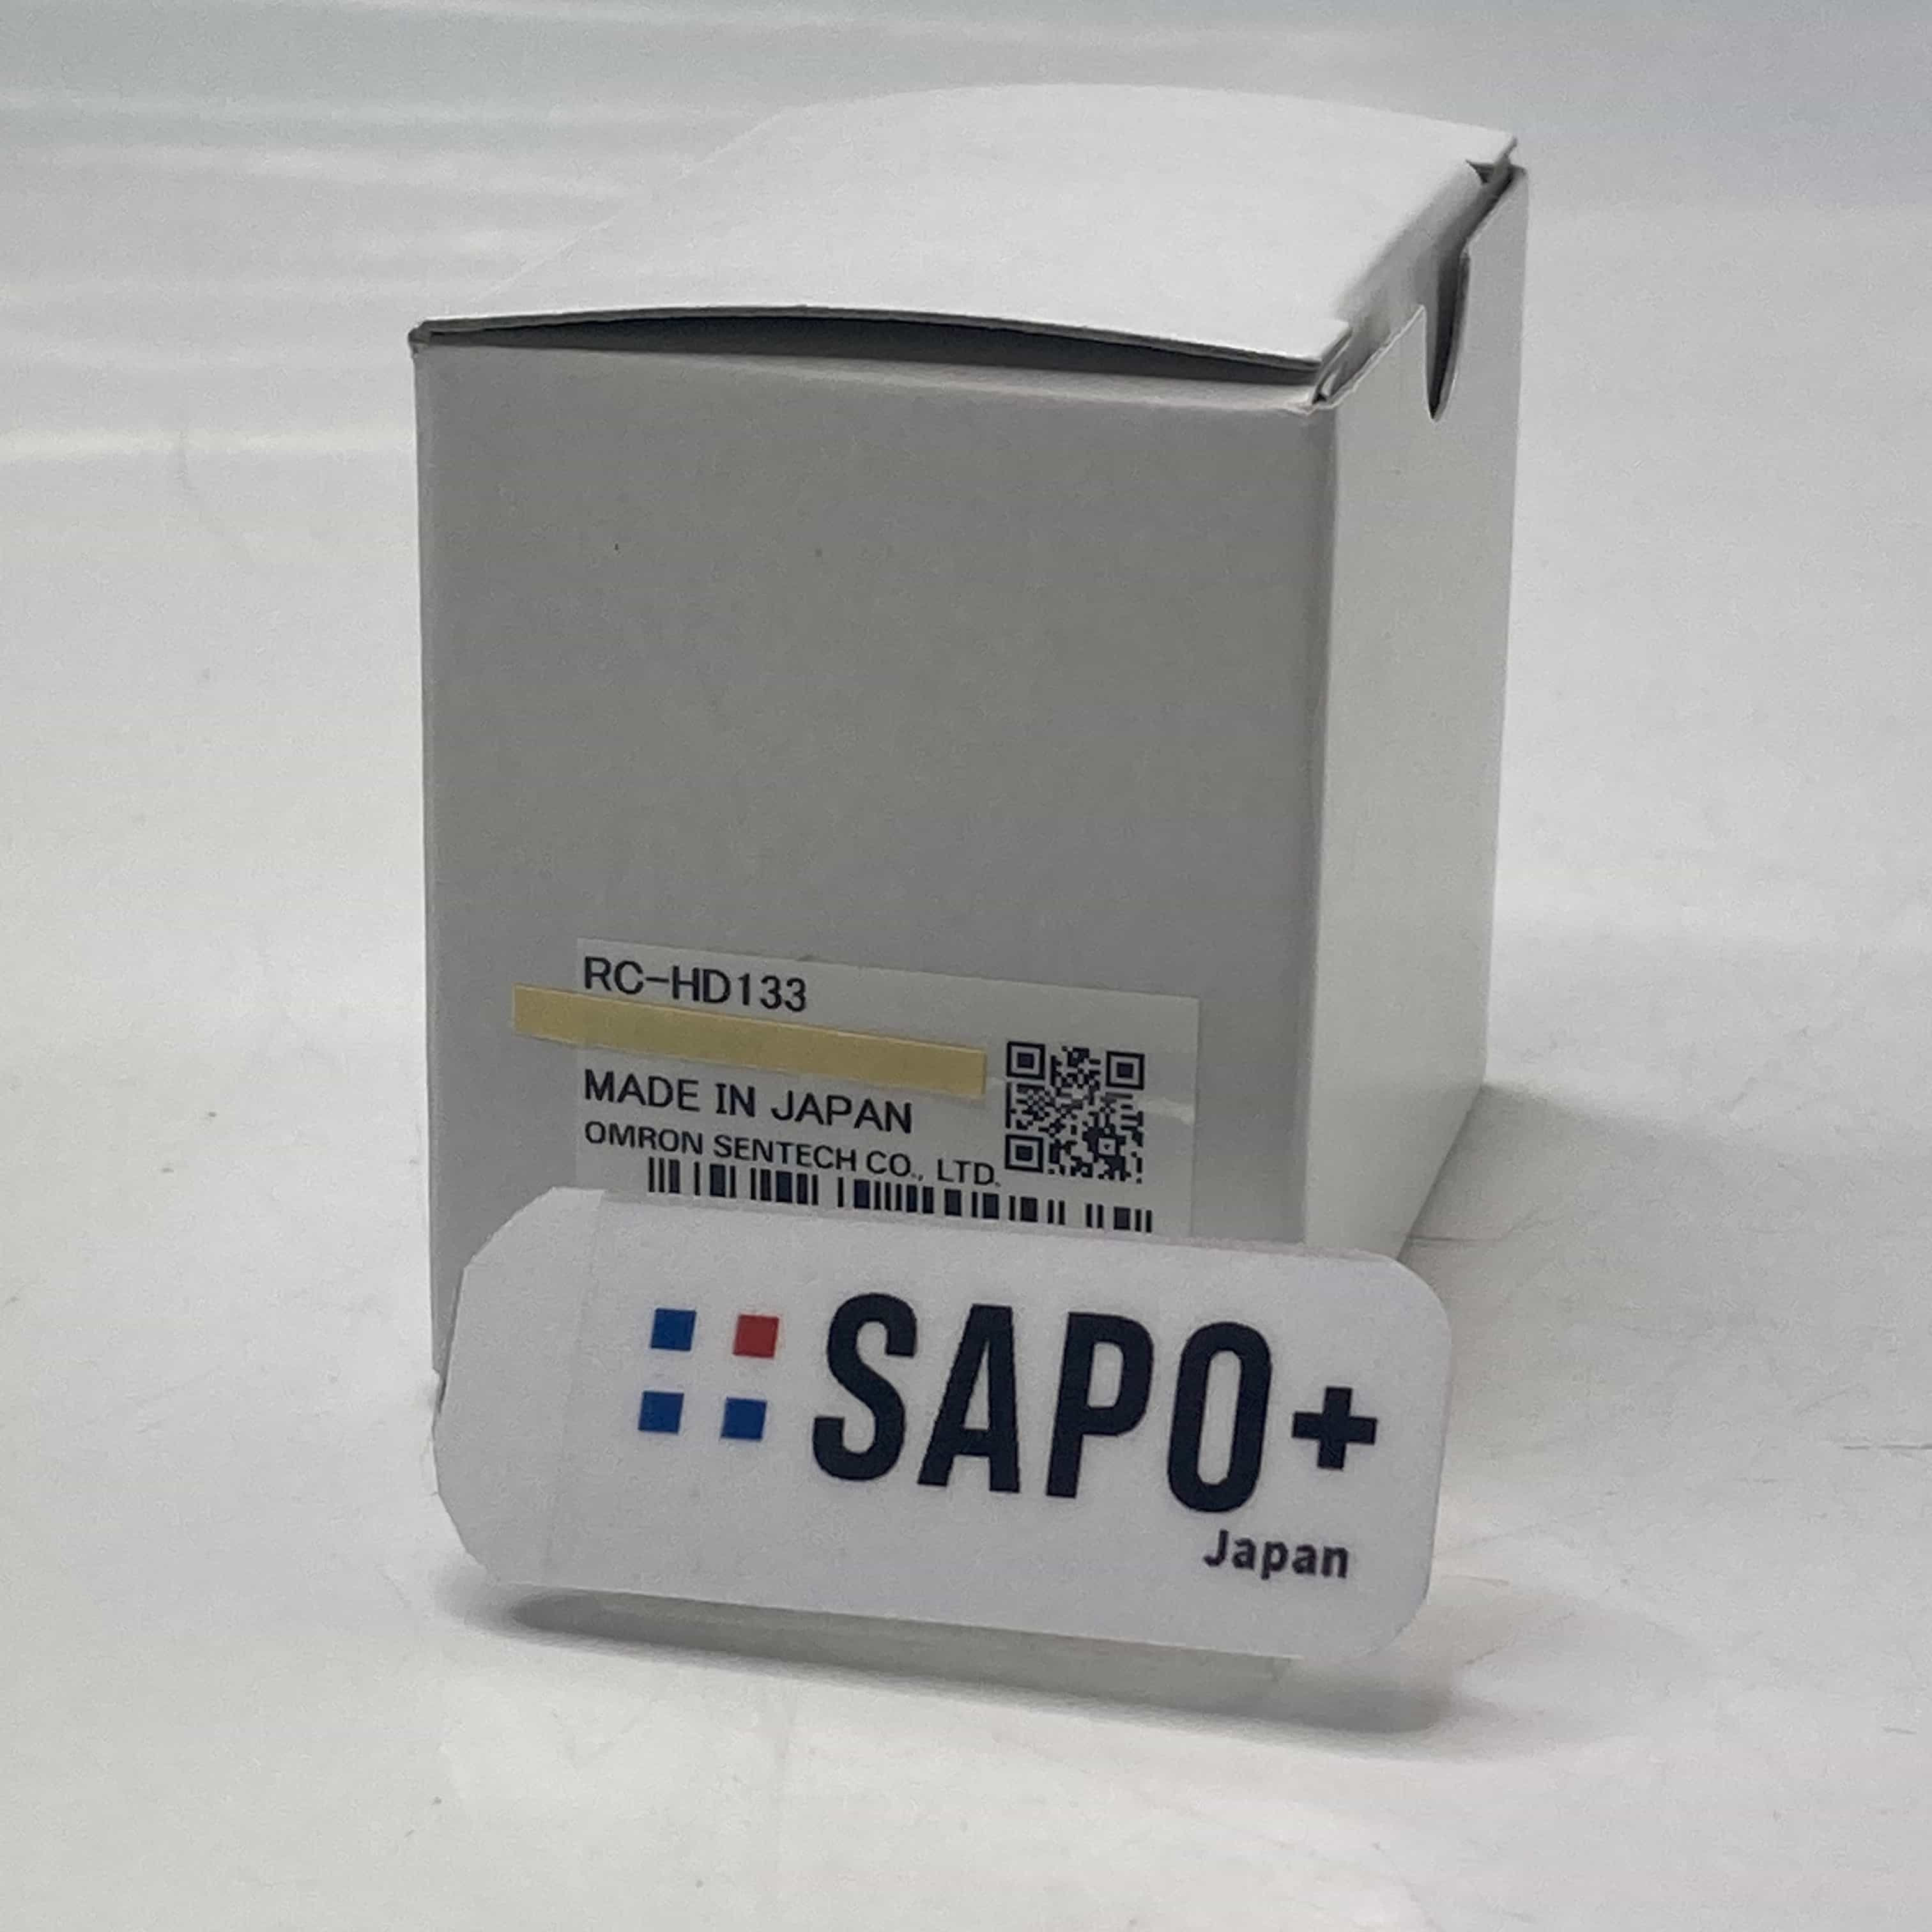 RC-HD133
MADE IN JAPAN
OMRON SENTECH CO., LTD.
SAPO+
Japan